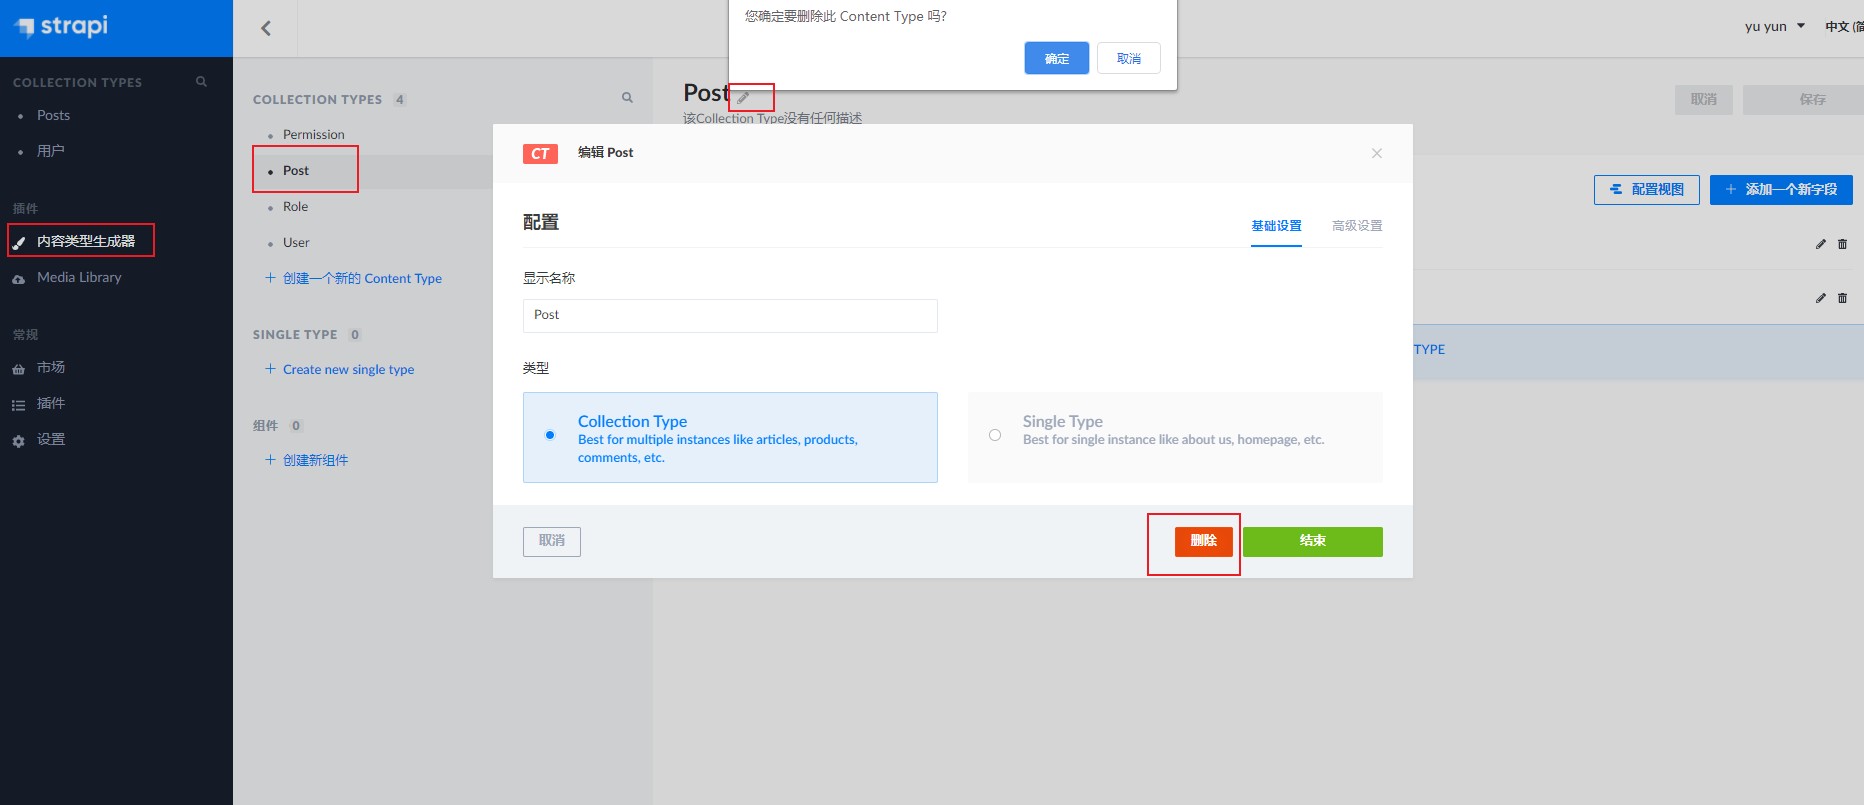 strapi
您确定要删除此 Content Type 吗?
确定
取消
yu yun
中文 (简
COLLECTION TYPES
Posts
用户
插件
内容类型生成器
Media Library
常规
市场
插件
设置
COLLECTION TYPES 4
Permission
Post
Role
User
创建一个新的 Content Type
SINGLE TYPE 0
Create new single type
组件 0
创建新组件
Post
该Collection Type没有任何描述
取消
保存
配置视图
添加一个新字段
TYPE
CT 编辑 Post
配置
基础设置
高级设置
显示名称
Post
类型
Collection Type
Best for multiple instances like articles, products,
comments, etc.
Single Type
Best for single instance like about us, homepage, etc.
取消
删除
结束